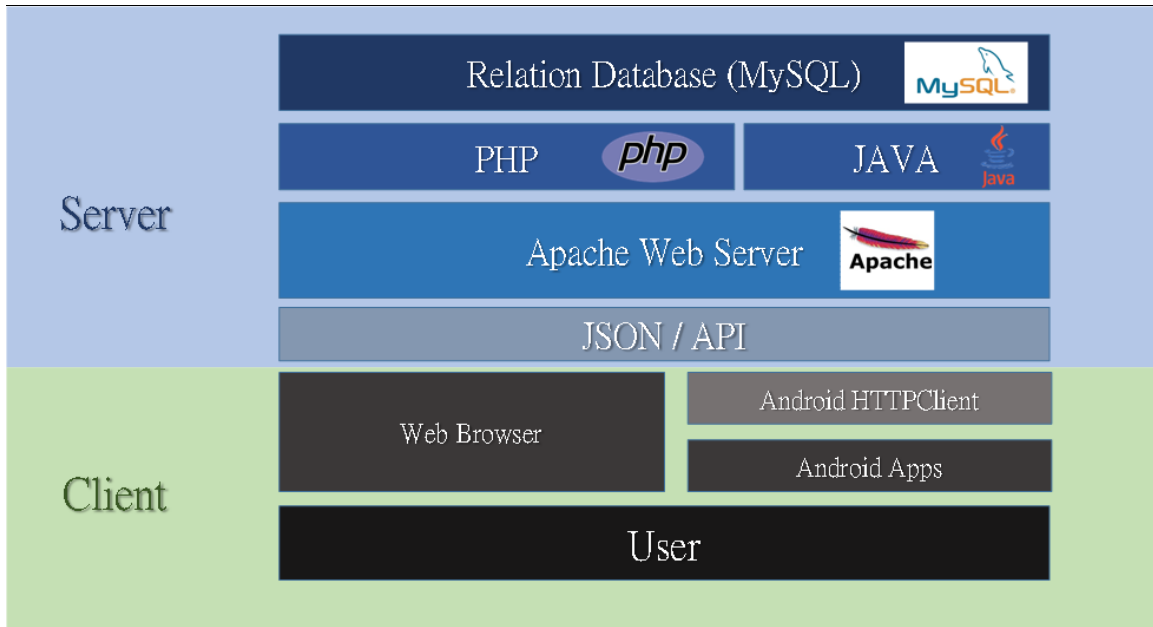 Relation Database (MySQL)
MySQL®
PHP
php
JAVA
Java
Server
Apache Web Server
Apache
JSON / API
Web Browser
Android HTTPClient
Android Apps
Client
User